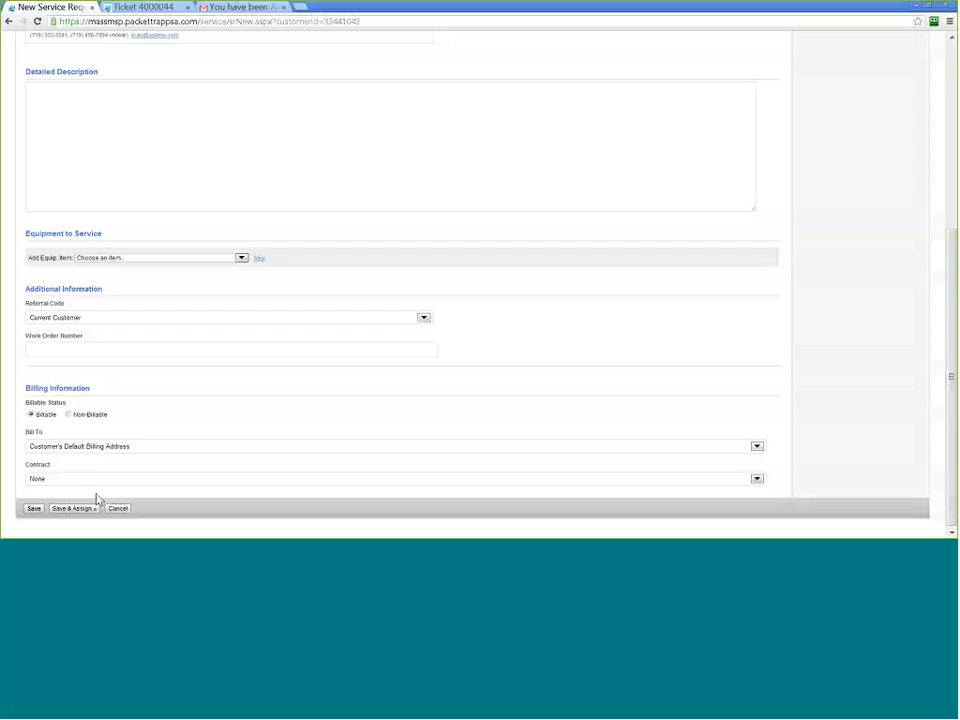 New Service Req
Ticket 4000044
You have been A
https://massmsp.packettrappsa.com/service/srNew.aspx?customerid=33441043
(mobile),
Detailed Description
Equipment to Service
Add Equip. Item: Choose an item... New
Additional Information
Referral Code
Current Customer
Work Order Number
Billing Information
Billable Status
Billable Non-Billable
Bill To
Customer's Default Billing Address
Contract
None
Save Save & Assign » Cancel